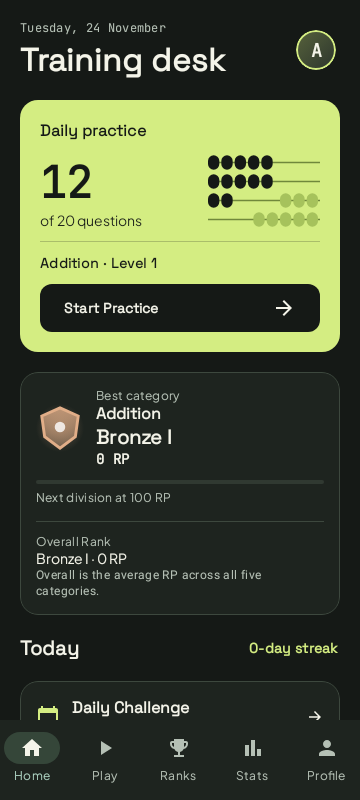 Tuesday, 24 November
Training desk
A
Daily practice
12
of 20 questions
Addition · Level 1
Start Practice
Best category
Addition
Bronze I
0 RP
Next division at 100 RP
Overall Rank
Bronze I · 0 RP
Overall is the average RP across all five
categories.
Today
0-day streak
Daily Challenge
Home
Play
Ranks
Stats
Profile